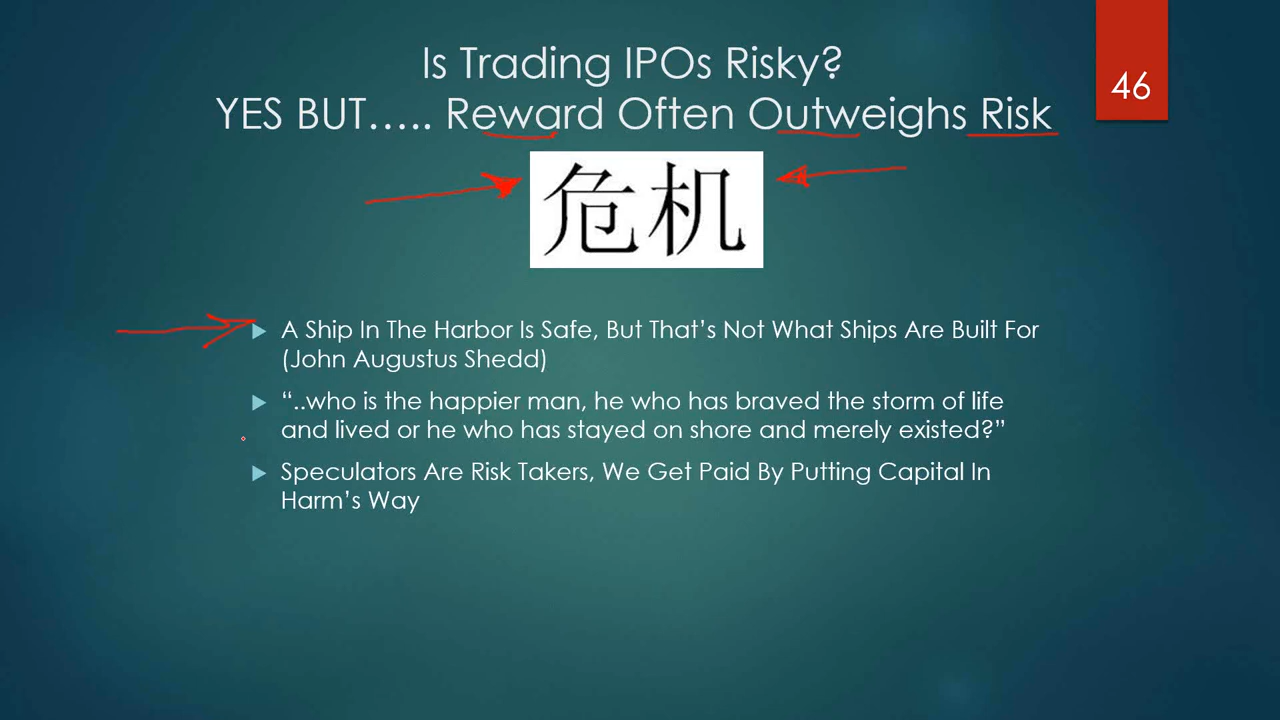 Is Trading IPOs Risky?
YES BUT….. Reward Often Outweighs Risk
46
危机
A Ship In The Harbor Is Safe, But That’s Not What Ships Are Built For
(John Augustus Shedd)
“..who is the happier man, he who has braved the storm of life
and lived or he who has stayed on shore and merely existed?”
Speculators Are Risk Takers, We Get Paid By Putting Capital In
Harm’s Way